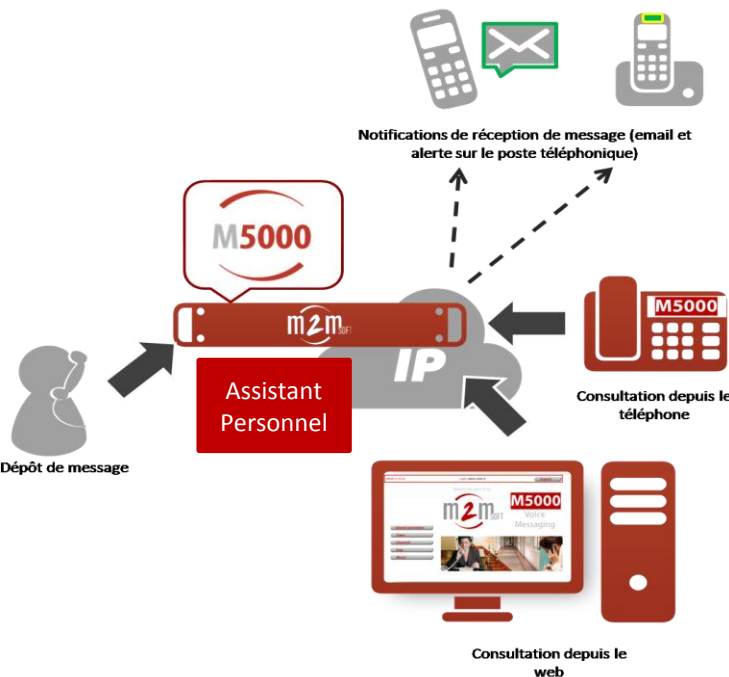 Notifications de réception de message (email et
alerte sur le poste téléphonique)
M5000
m2m SOFT
IP
M5000
Assistant
Personnel
Consultation depuis le
téléphone
Dépôt de message
m2m SOFT
M5000
Voice
Messaging
Consultation depuis le
web